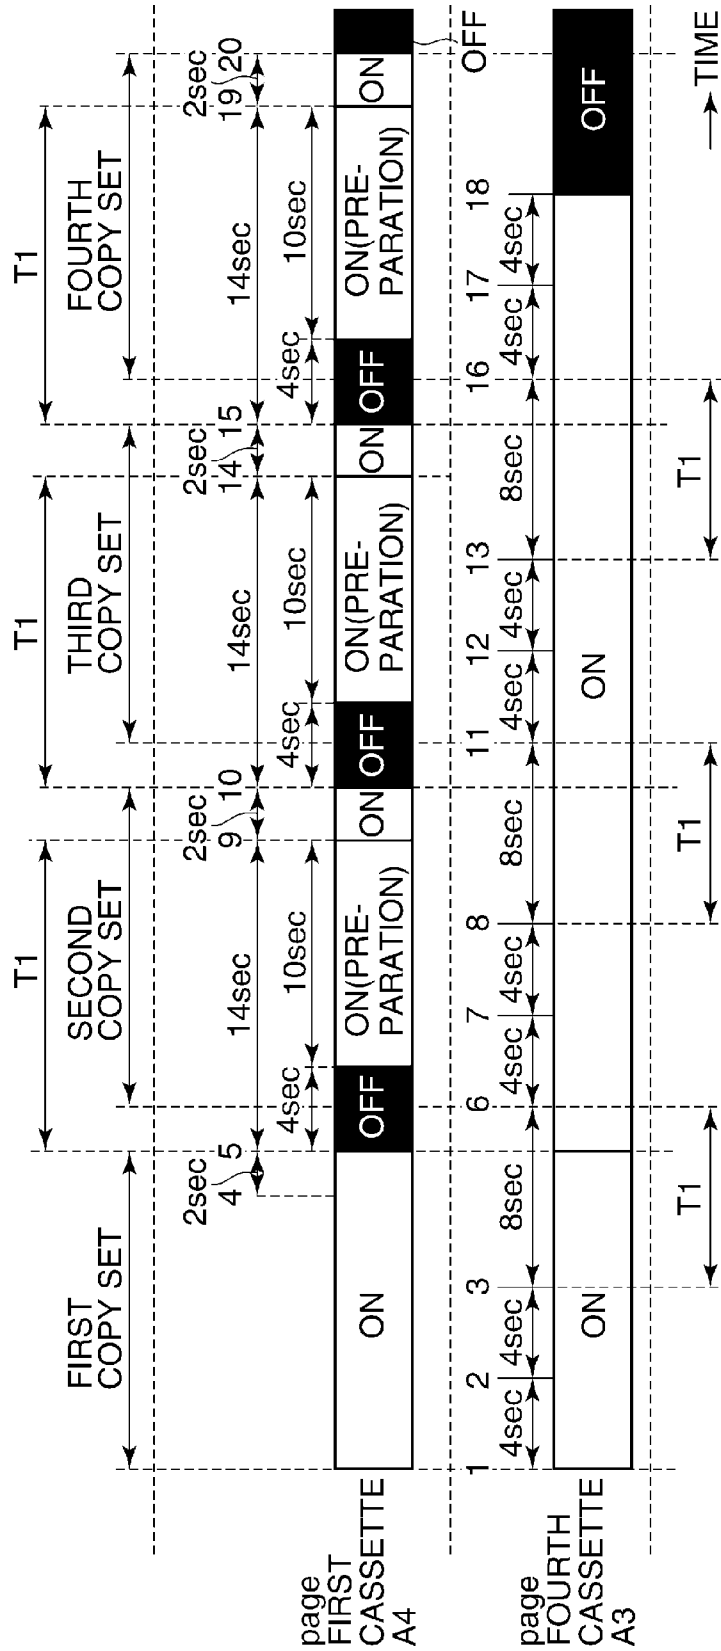 T1
T1
T1
FIRST
COPY SET
SECOND
COPY SET
THIRD
COPY SET
FOURTH
COPY SET
2sec
4 5
2sec
9 10
2sec
14 15
2sec
19 20
14sec
14sec
14sec
4sec
10sec
4sec
10sec
4sec
10sec
page
FIRST
CASSETTE
A4
ON
OFF
ON(PRE-
PARATION)
ON
OFF
ON(PRE-
PARATION)
ON
OFF
ON(PRE-
PARATION)
ON
OFF
page
FOURTH
CASSETTE
A3
1 2 3 6 7 8 11 12 13 16 17 18
4sec 4sec 8sec 4sec 4sec 8sec 4sec 4sec 8sec 4sec 4sec
ON
ON
OFF
T1
T1
T1
TIME